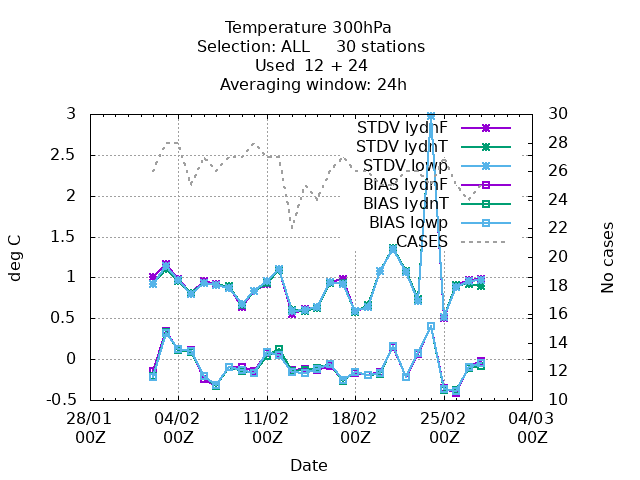 Temperature 300hPa
Selection: ALL 30 stations
Used 12 + 24
Averaging window: 24h
3
2.5
2
1.5
1
0.5
0
-0.5
30
28
26
24
22
20
18
16
14
12
10
STDV lydnF
STDV lydnT
STDV lowp
BIAS lydnF
BIAS lydnT
BIAS lowp
CASES
deg C
No cases
28/01 04/02 11/02 18/02 25/02 04/03
00Z 00Z 00Z 00Z 00Z 00Z
Date